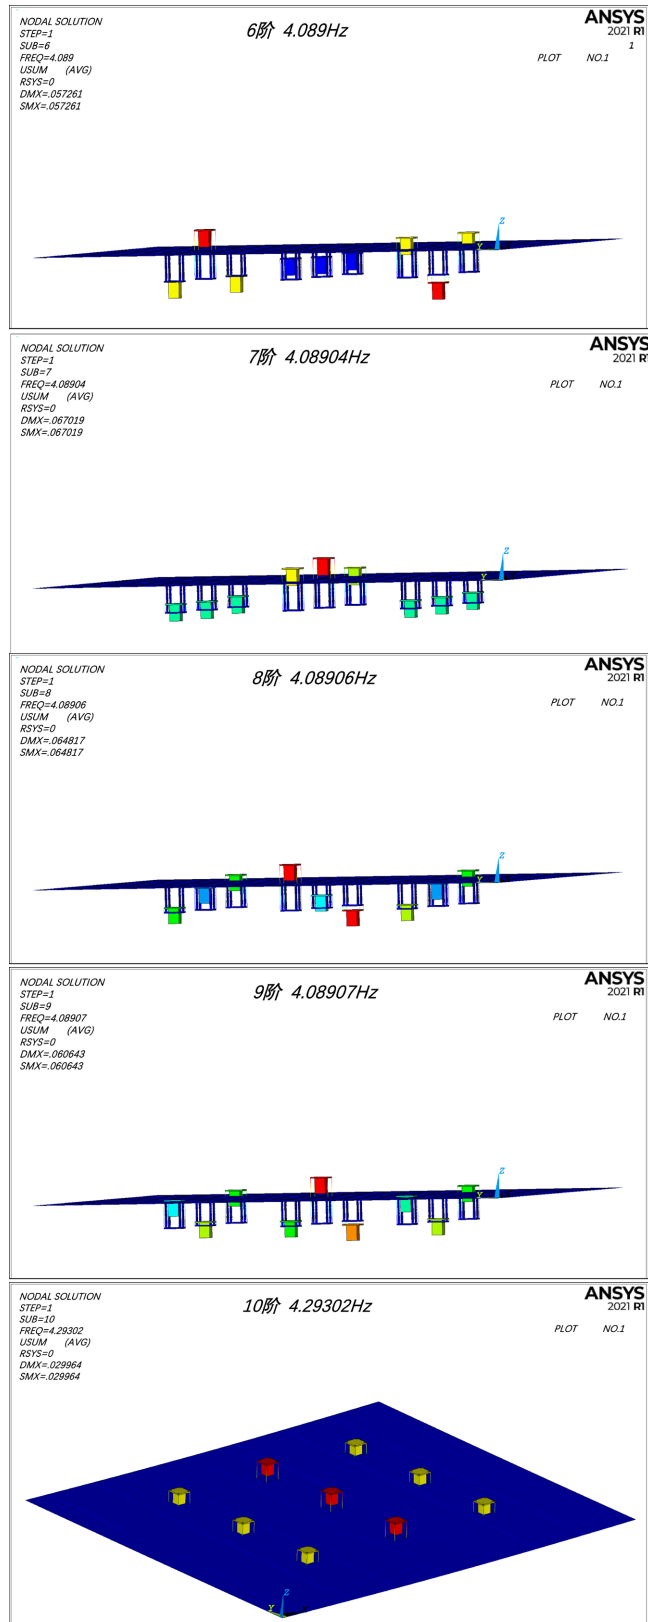 NODAL SOLUTION
STEP=1
SUB=6
FREQ=4.089
USUM (AVG)
RSYS=0
DMX=.057261
SMX=.057261
6阶 4.089Hz
ANSYS
2021 R1
1
PLOT NO.1
Z
Y
NODAL SOLUTION
STEP=1
SUB=7
FREQ=4.08904
USUM (AVG)
RSYS=0
DMX=.067019
SMX=.067019
7阶 4.08904Hz
ANSYS
2021 R1
PLOT NO.1
Z
Y
NODAL SOLUTION
STEP=1
SUB=8
FREQ=4.08906
USUM (AVG)
RSYS=0
DMX=.064817
SMX=.064817
8阶 4.08906Hz
ANSYS
2021 R1
PLOT NO.1
Z
Y
NODAL SOLUTION
STEP=1
SUB=9
FREQ=4.08907
USUM (AVG)
RSYS=0
DMX=.060643
SMX=.060643
9阶 4.08907Hz
ANSYS
2021 R1
PLOT NO.1
Z
Y
NODAL SOLUTION
STEP=1
SUB=10
FREQ=4.29302
USUM (AVG)
RSYS=0
DMX=.029964
SMX=.029964
10阶 4.29302Hz
ANSYS
2021 R1
PLOT NO.1
Z
Y